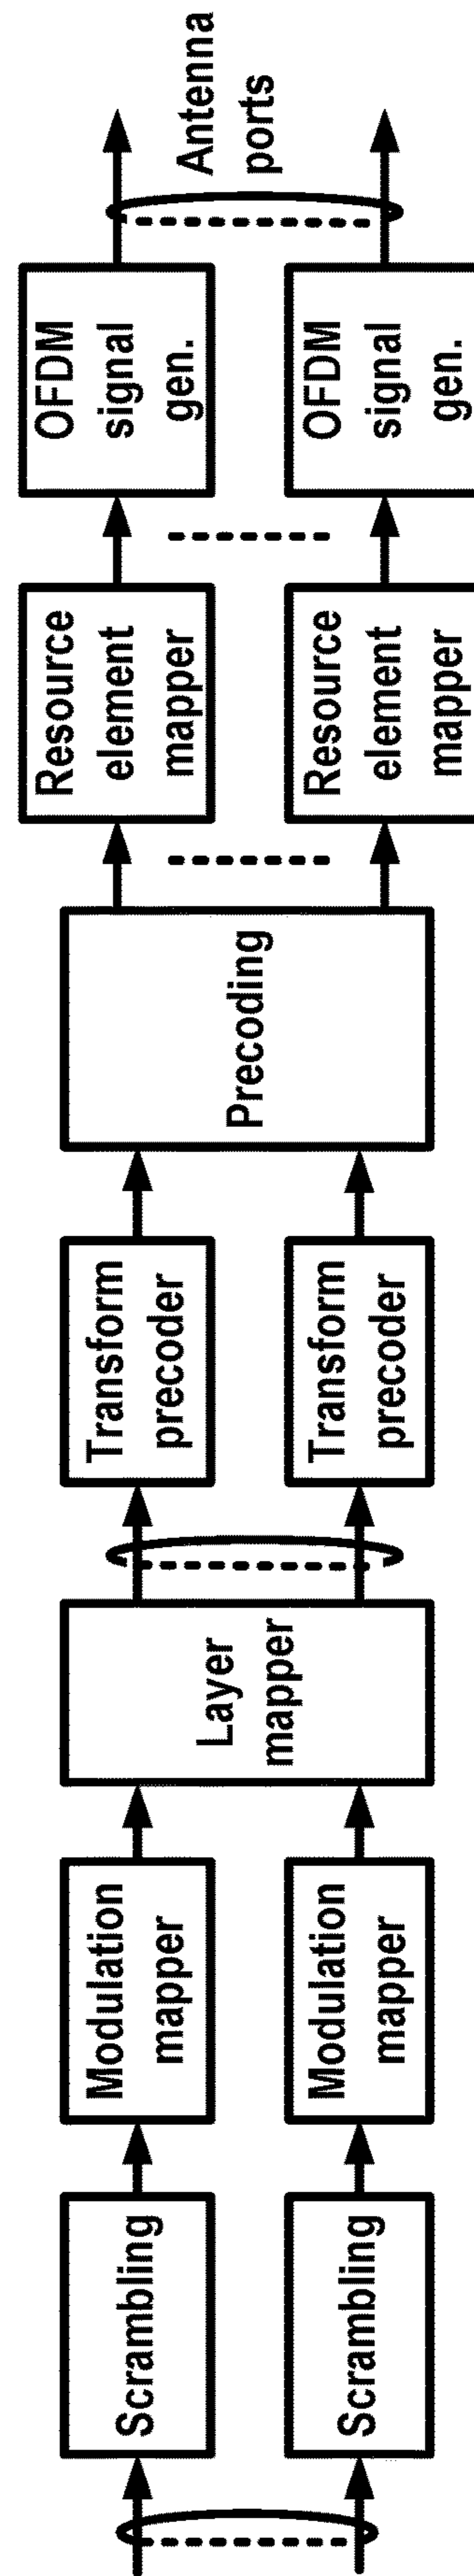 Scrambling
Scrambling
Modulation
mapper
Modulation
mapper
Layer
mapper
Transform
precoder
Transform
precoder
Precoding
Resource
element
mapper
Resource
element
mapper
OFDM
signal
gen.
OFDM
signal
gen.
Antenna
ports